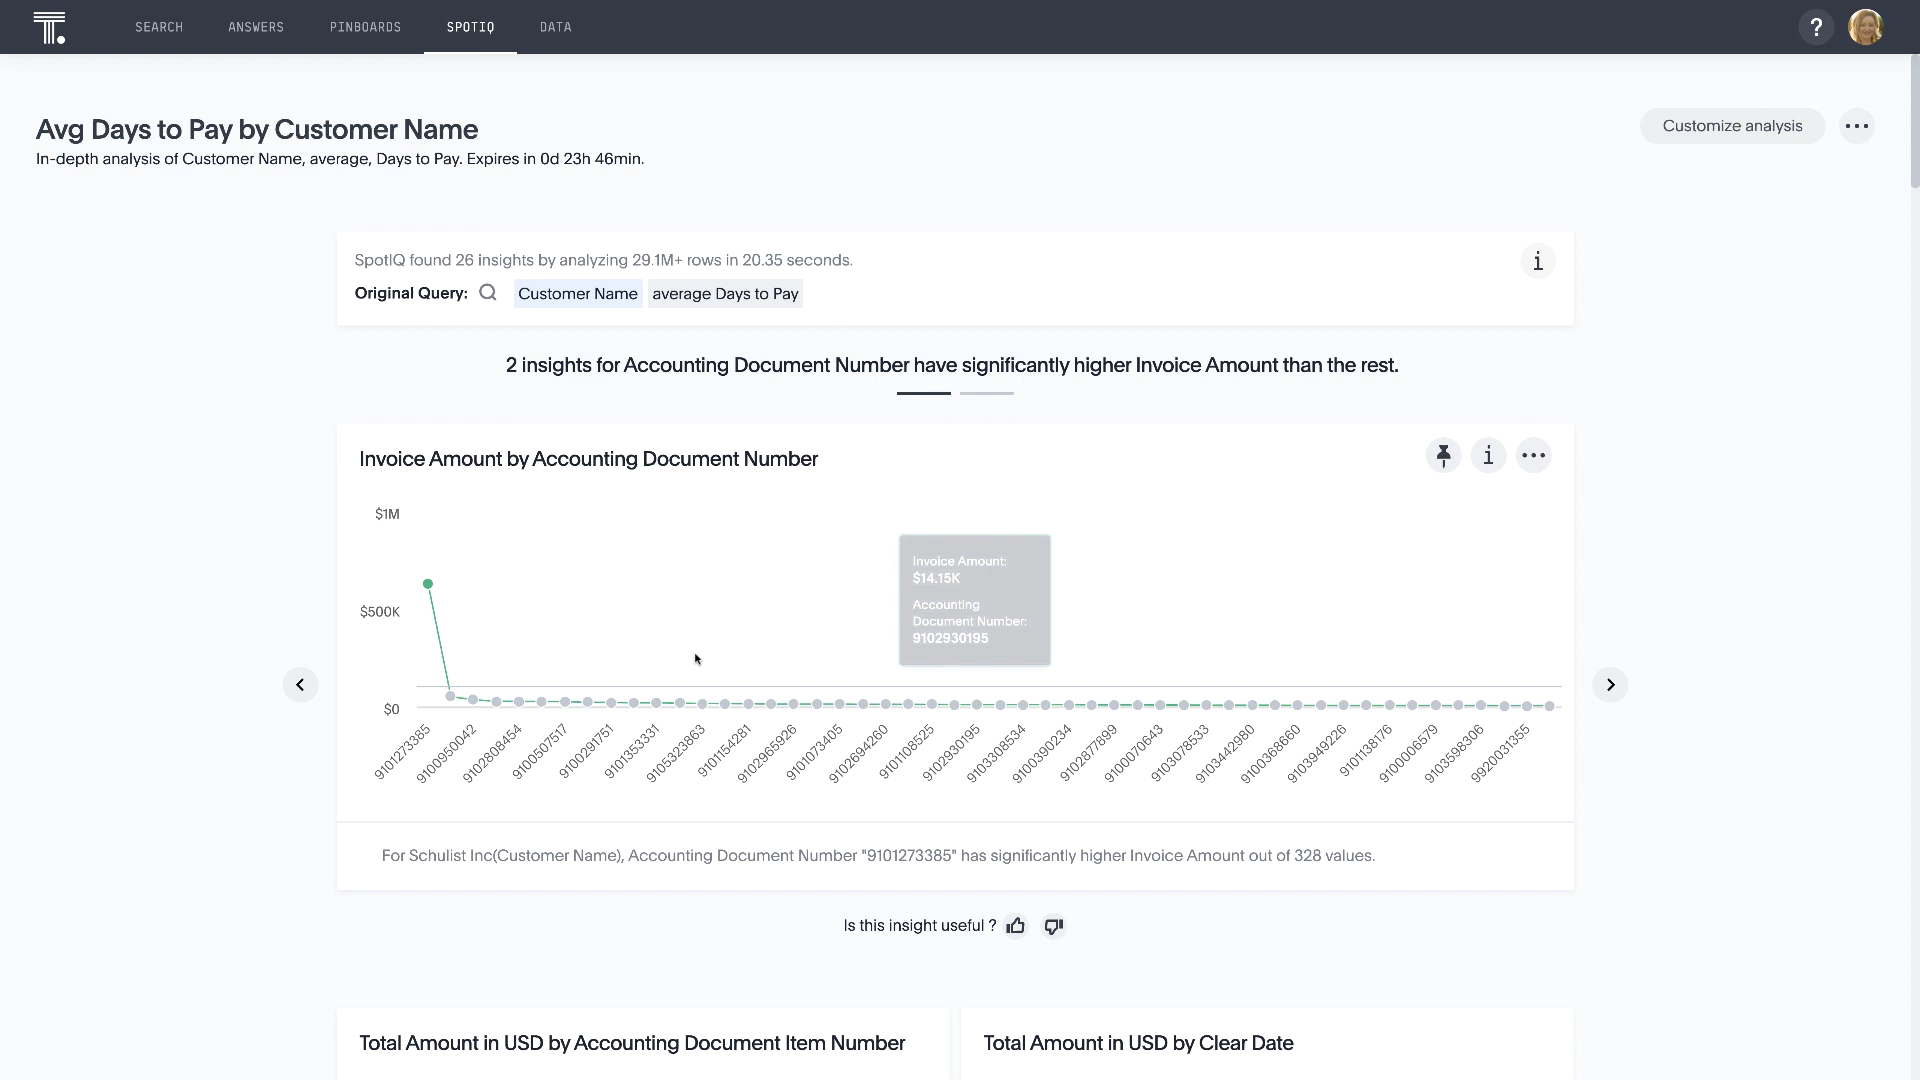 T.
SEARCH
ANSWERS
PINBOARDS
SPOTIQ
DATA
?
Avg Days to Pay by Customer Name
Customize analysis
In-depth analysis of Customer Name, average, Days to Pay. Expires in 0d 23h 46min.
SpotIQ found 26 insights by analyzing 29.1M+ rows in 20.35 seconds.
i
Original Query:
Customer Name
average Days to Pay
2 insights for Accounting Document Number have significantly higher Invoice Amount than the rest.
Invoice Amount by Accounting Document Number
i
$1M
$500K
$0
Invoice Amount:
$14.15K
Accounting
Document Number:
9102930195
9101273385
9100950042
9102808454
9100507517
9100291751
9101353331
9105323863
9101154281
9102965926
9101073405
9102694260
9101108525
9102930195
9103308534
9100390234
9102877899
9100070643
9103078533
9103442980
9100368660
9103949226
9101138176
9100006579
9103598306
9920031355
For Schulist Inc(Customer Name), Accounting Document Number "9101273385" has significantly higher Invoice Amount out of 328 values.
Is this insight useful ?
Total Amount in USD by Accounting Document Item Number
Total Amount in USD by Clear Date